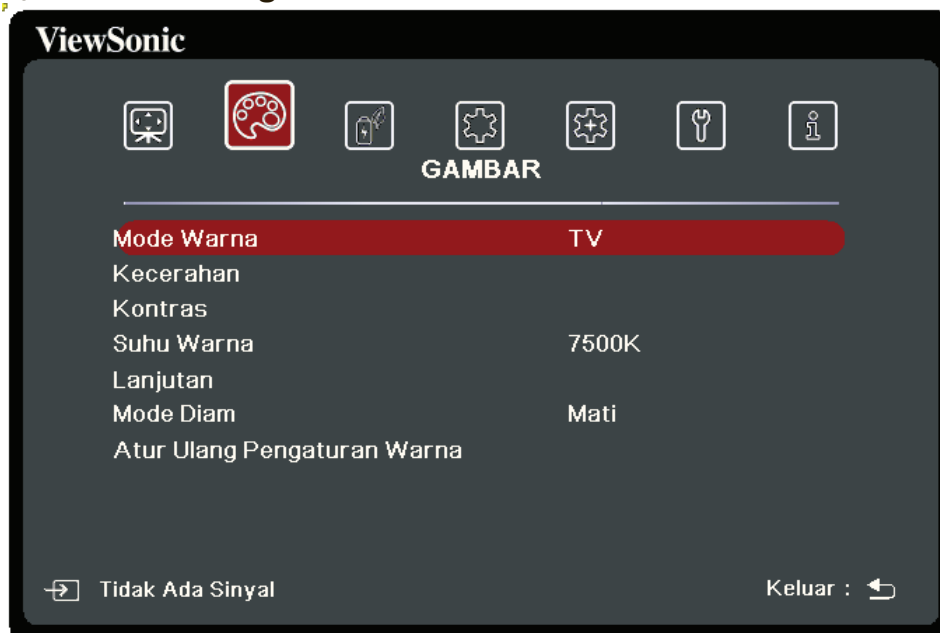 ViewSonic
GAMBAR
Mode Warna TV
Kecerahan
Kontras
Suhu Warna 7500K
Lanjutan
Mode Diam Mati
Atur Ulang Pengaturan Warna
Tidak Ada Sinyal Keluar :